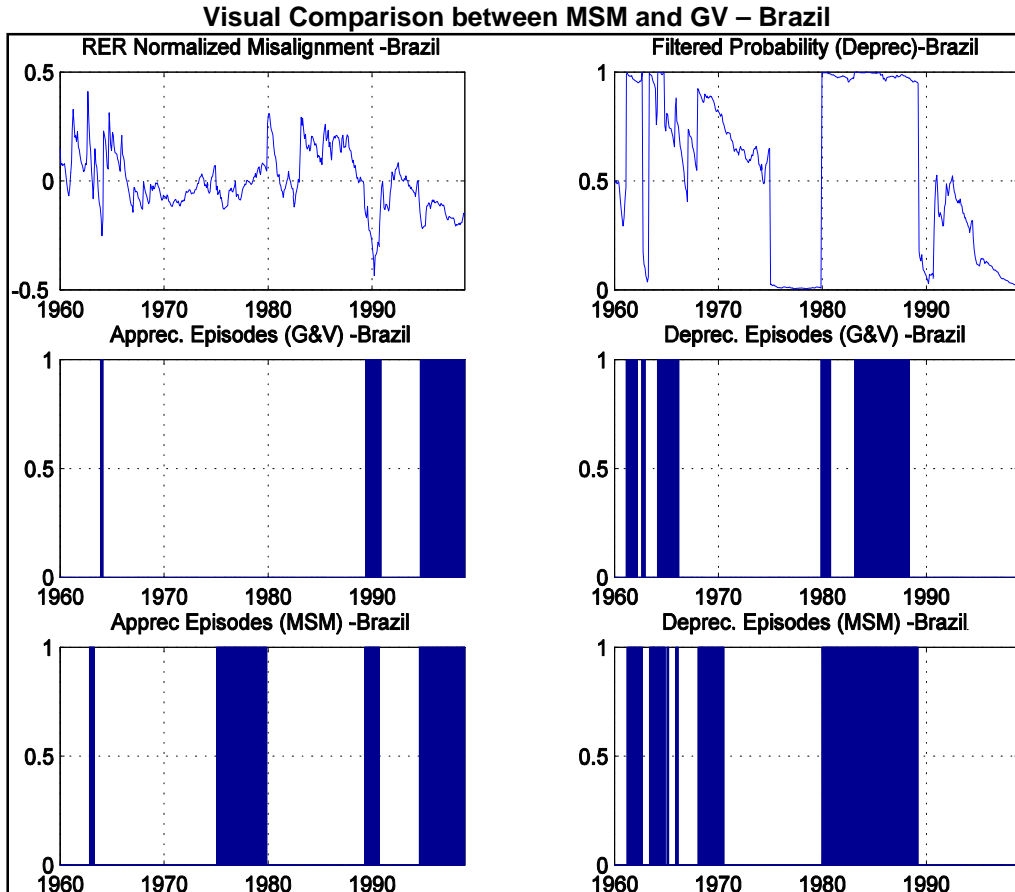 Visual Comparison between MSM and GV – Brazil
RER Normalized Misalignment -Brazil
0.5
0
-0.5
1960 1970 1980 1990
Filtered Probability (Deprec)-Brazil
1
0.5
0
1960 1970 1980 1990
Apprec. Episodes (G&V) -Brazil
1
0.5
0
1960 1970 1980 1990
Deprec. Episodes (G&V) -Brazil
1
0.5
0
1960 1970 1980 1990
Apprec Episodes (MSM) -Brazil
1
0.5
0
1960 1970 1980 1990
Deprec. Episodes (MSM) -Brazil
1
0.5
0
1960 1970 1980 1990